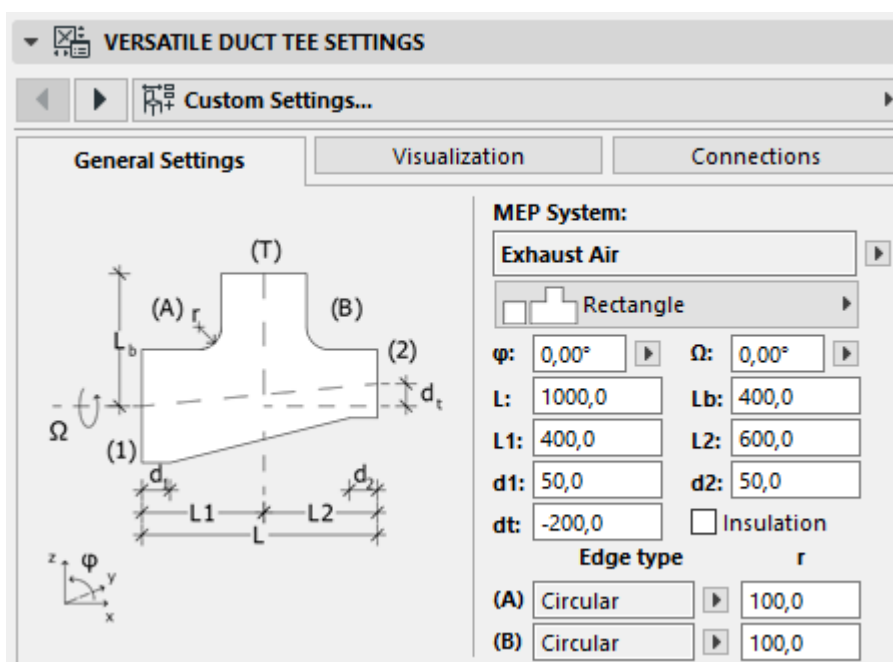 VERSATILE DUCT TEE SETTINGS
Custom Settings...
General Settings
Visualization
Connections
(T)
(A) r
(B)
Lb
(2)
dt
Ω
(1)
d1
d2
L1
L2
L
z φ
y
x
MEP System:
Exhaust Air
Rectangle
φ: 0,00° Ω: 0,00°
L: 1000,0 Lb: 400,0
L1: 400,0 L2: 600,0
d1: 50,0 d2: 50,0
dt: -200,0 Insulation
Edge type r
(A) Circular 100,0
(B) Circular 100,0